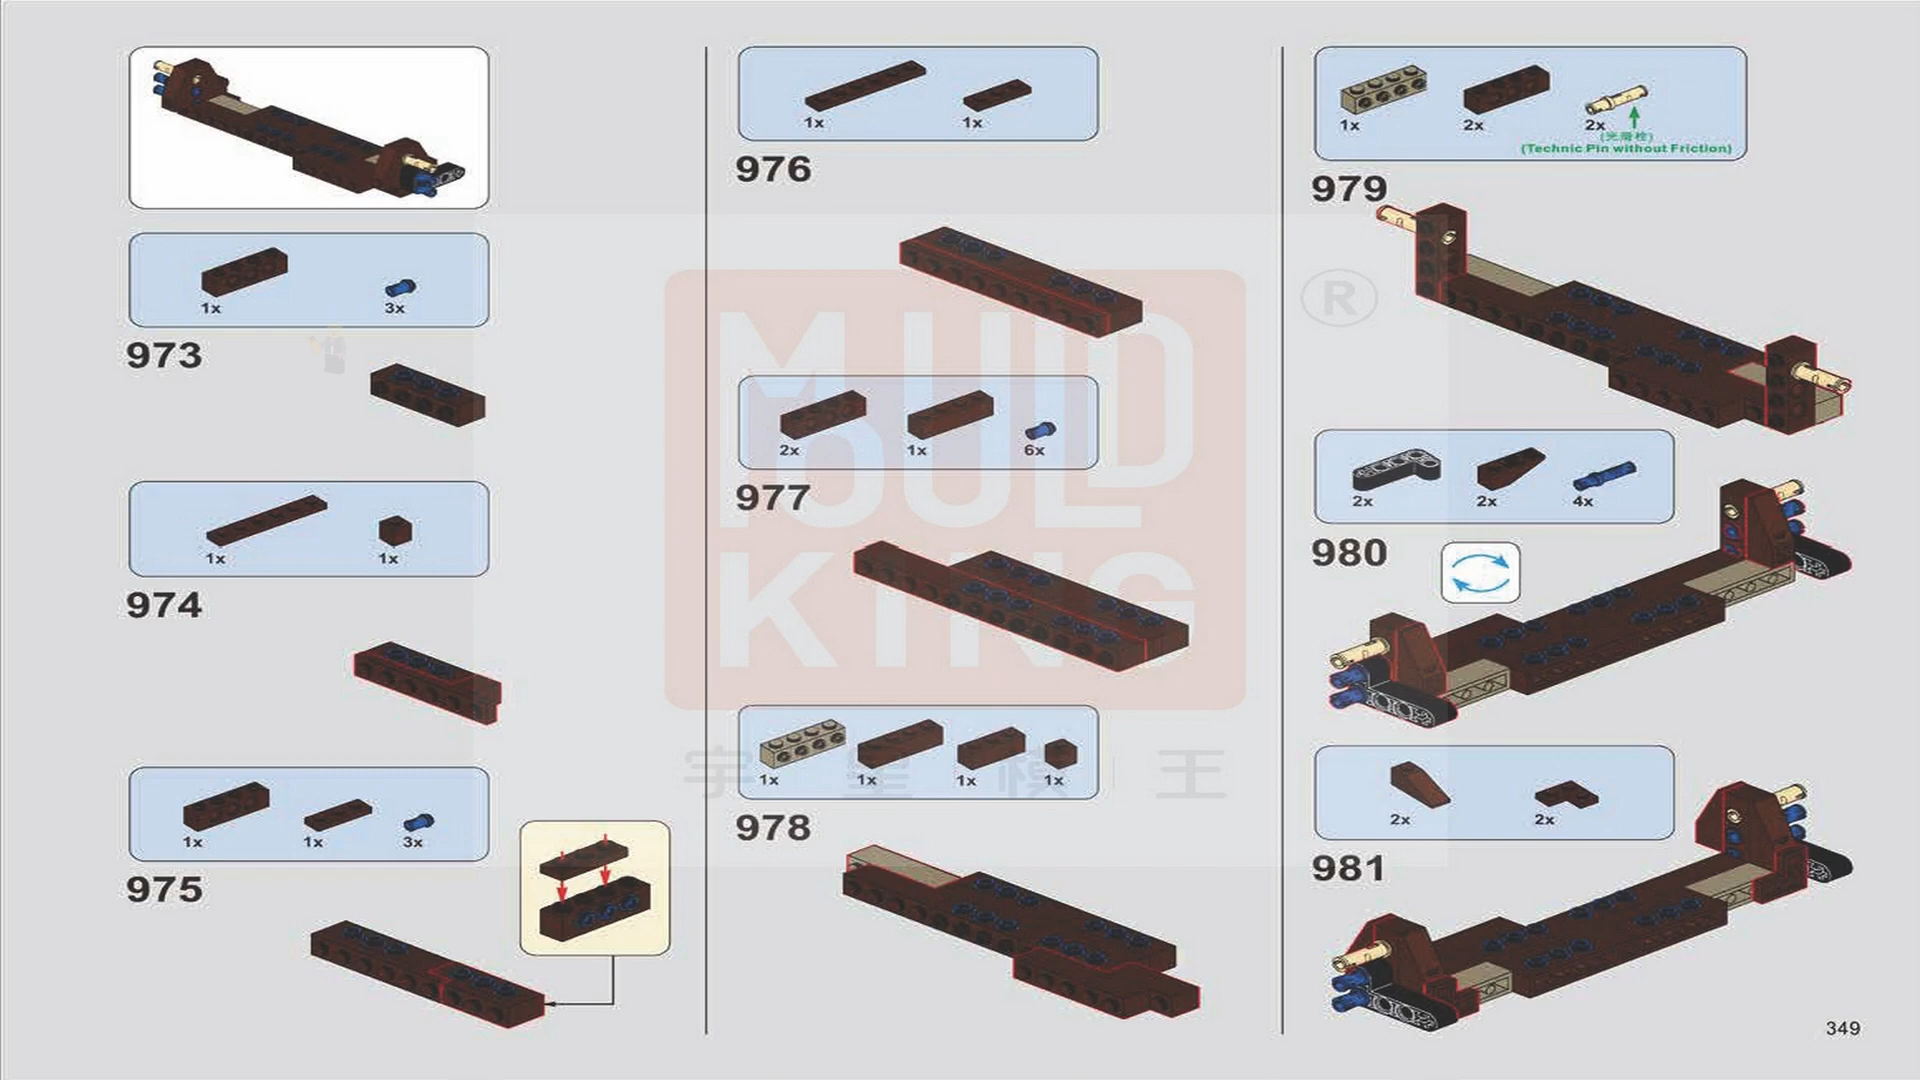 1x 3x
973
1x 1x
974
1x 1x 3x
975
1x 1x
976
2x 1x 6x
977
1x 1x 1x 1x
978
1x 2x 2x
(光滑栓)
(Technic Pin without Friction)
979
2x 2x 4x
980
2x 2x
981
MOULD
KING
®
宇星模王
349